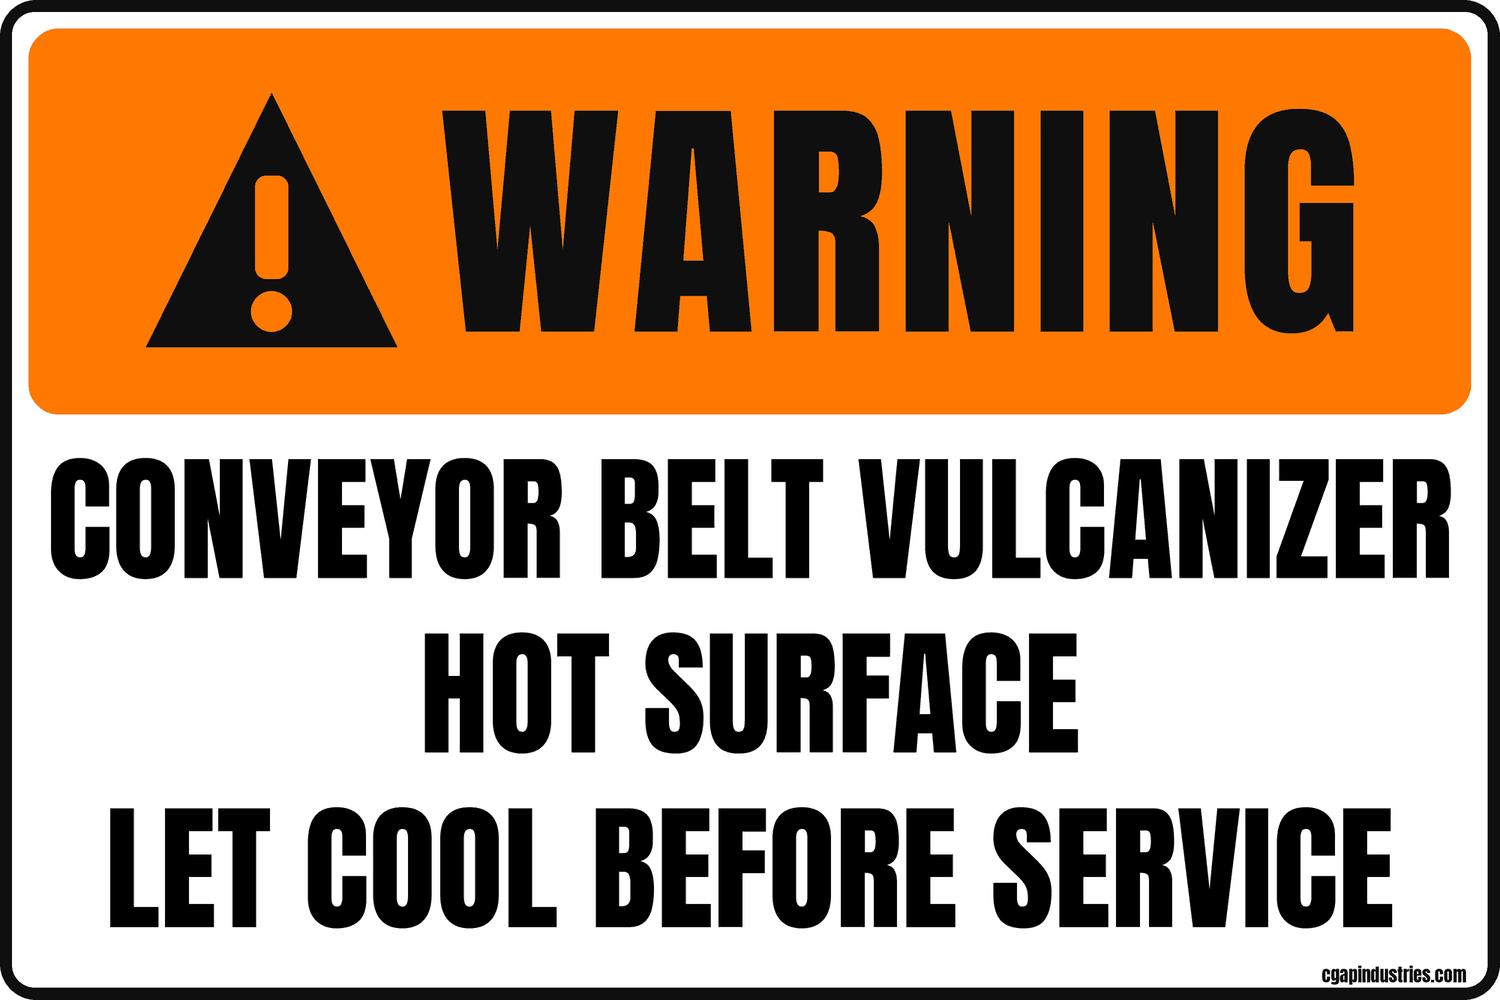 WARNING
CONVEYOR BELT VULCANIZER
HOT SURFACE
LET COOL BEFORE SERVICE
cgapindustries.com